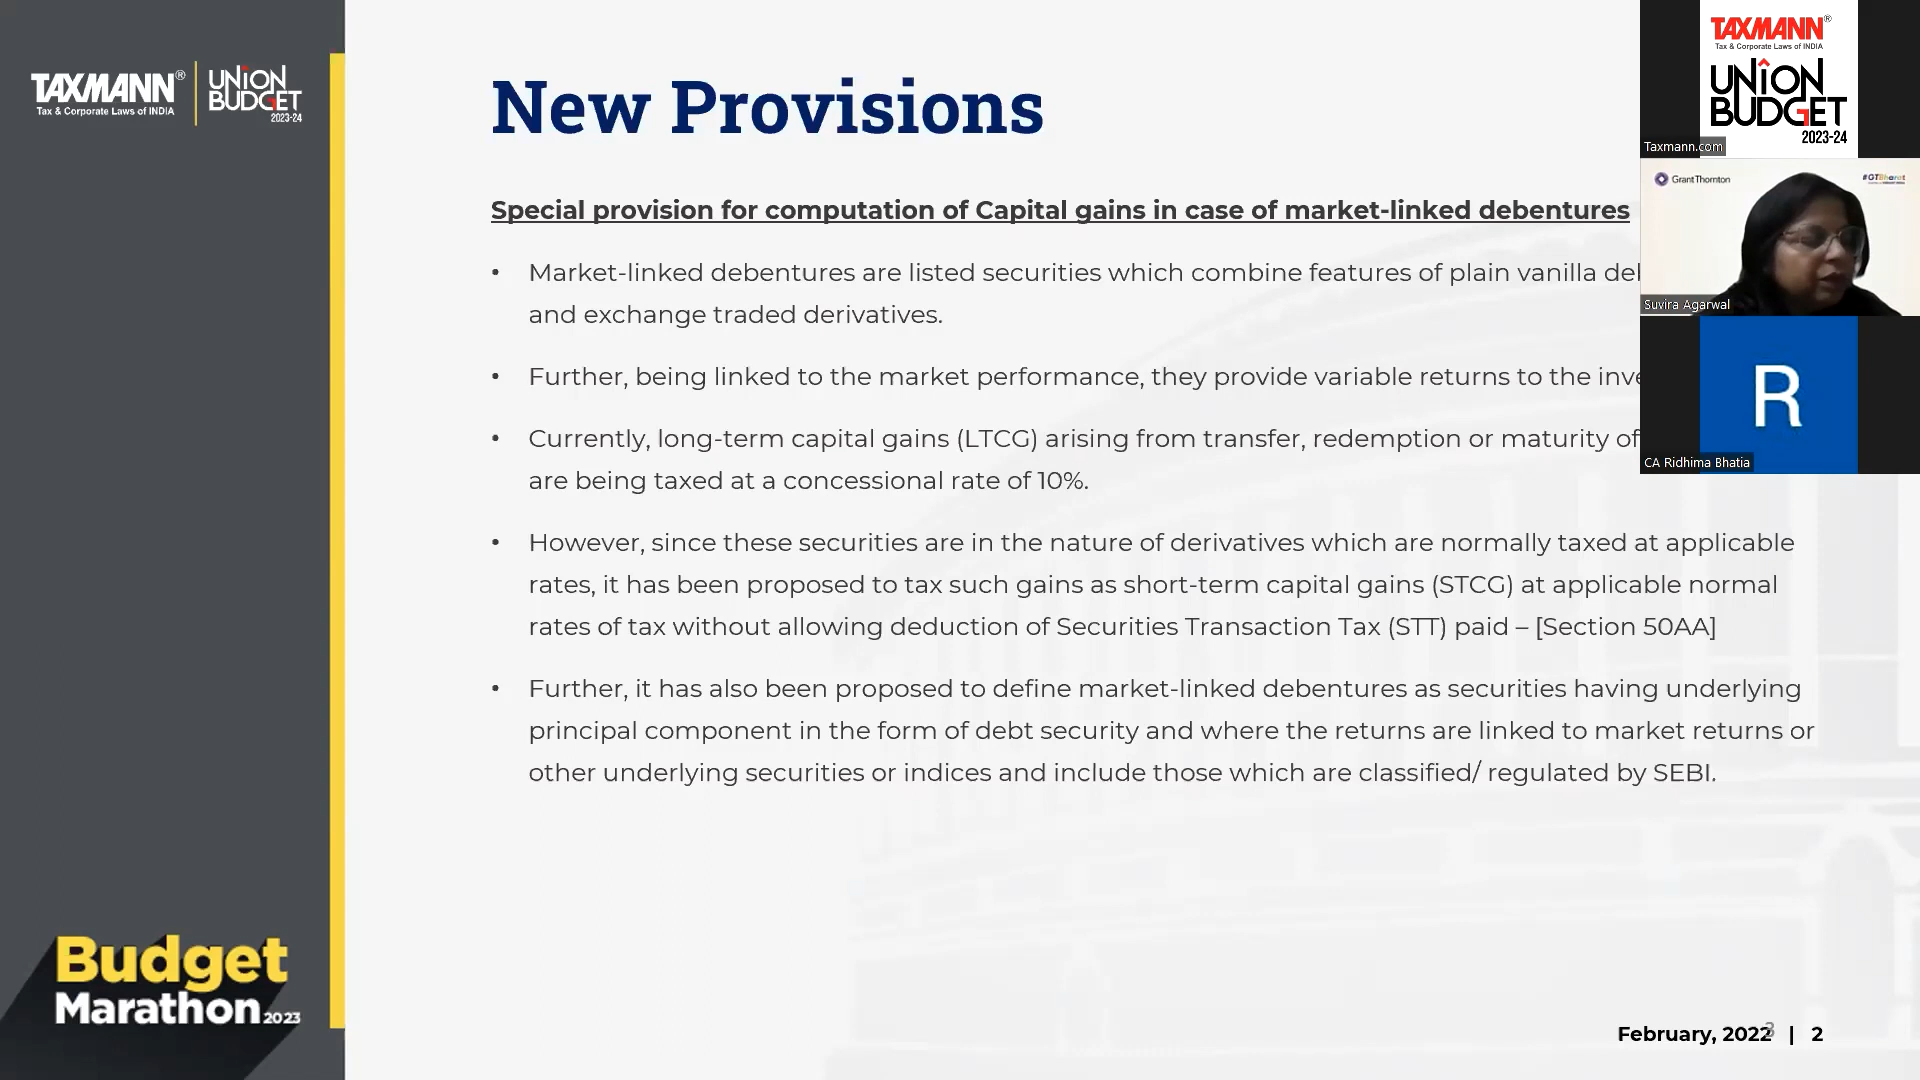 TAXMANN®
Tax & Corporate Laws of INDIA
UNION
BUDGET
2023-24
New Provisions
Special provision for computation of Capital gains in case of market-linked debentures
• Market-linked debentures are listed securities which combine features of plain vanilla
and exchange traded derivatives.
• Further, being linked to the market performance, they provide variable returns to the
• Currently, long-term capital gains (LTCG) arising from transfer, redemption or maturity of
are being taxed at a concessional rate of 10%.
• However, since these securities are in the nature of derivatives which are normally taxed at applicable
rates, it has been proposed to tax such gains as short-term capital gains (STCG) at applicable normal
rates of tax without allowing deduction of Securities Transaction Tax (STT) paid – [Section 50AA]
• Further, it has also been proposed to define market-linked debentures as securities having underlying
principal component in the form of debt security and where the returns are linked to market returns or
other underlying securities or indices and include those which are classified/ regulated by SEBI.
TAXMANN®
Tax & Corporate Laws of INDIA
UNION
BUDGET
2023-24
Taxmann.com
Grant Thornton
#GTBharat
Suvira Agarwal
R
CA Ridhima Bhatia
Budget
Marathon 2023
February, 2022 | 2
3